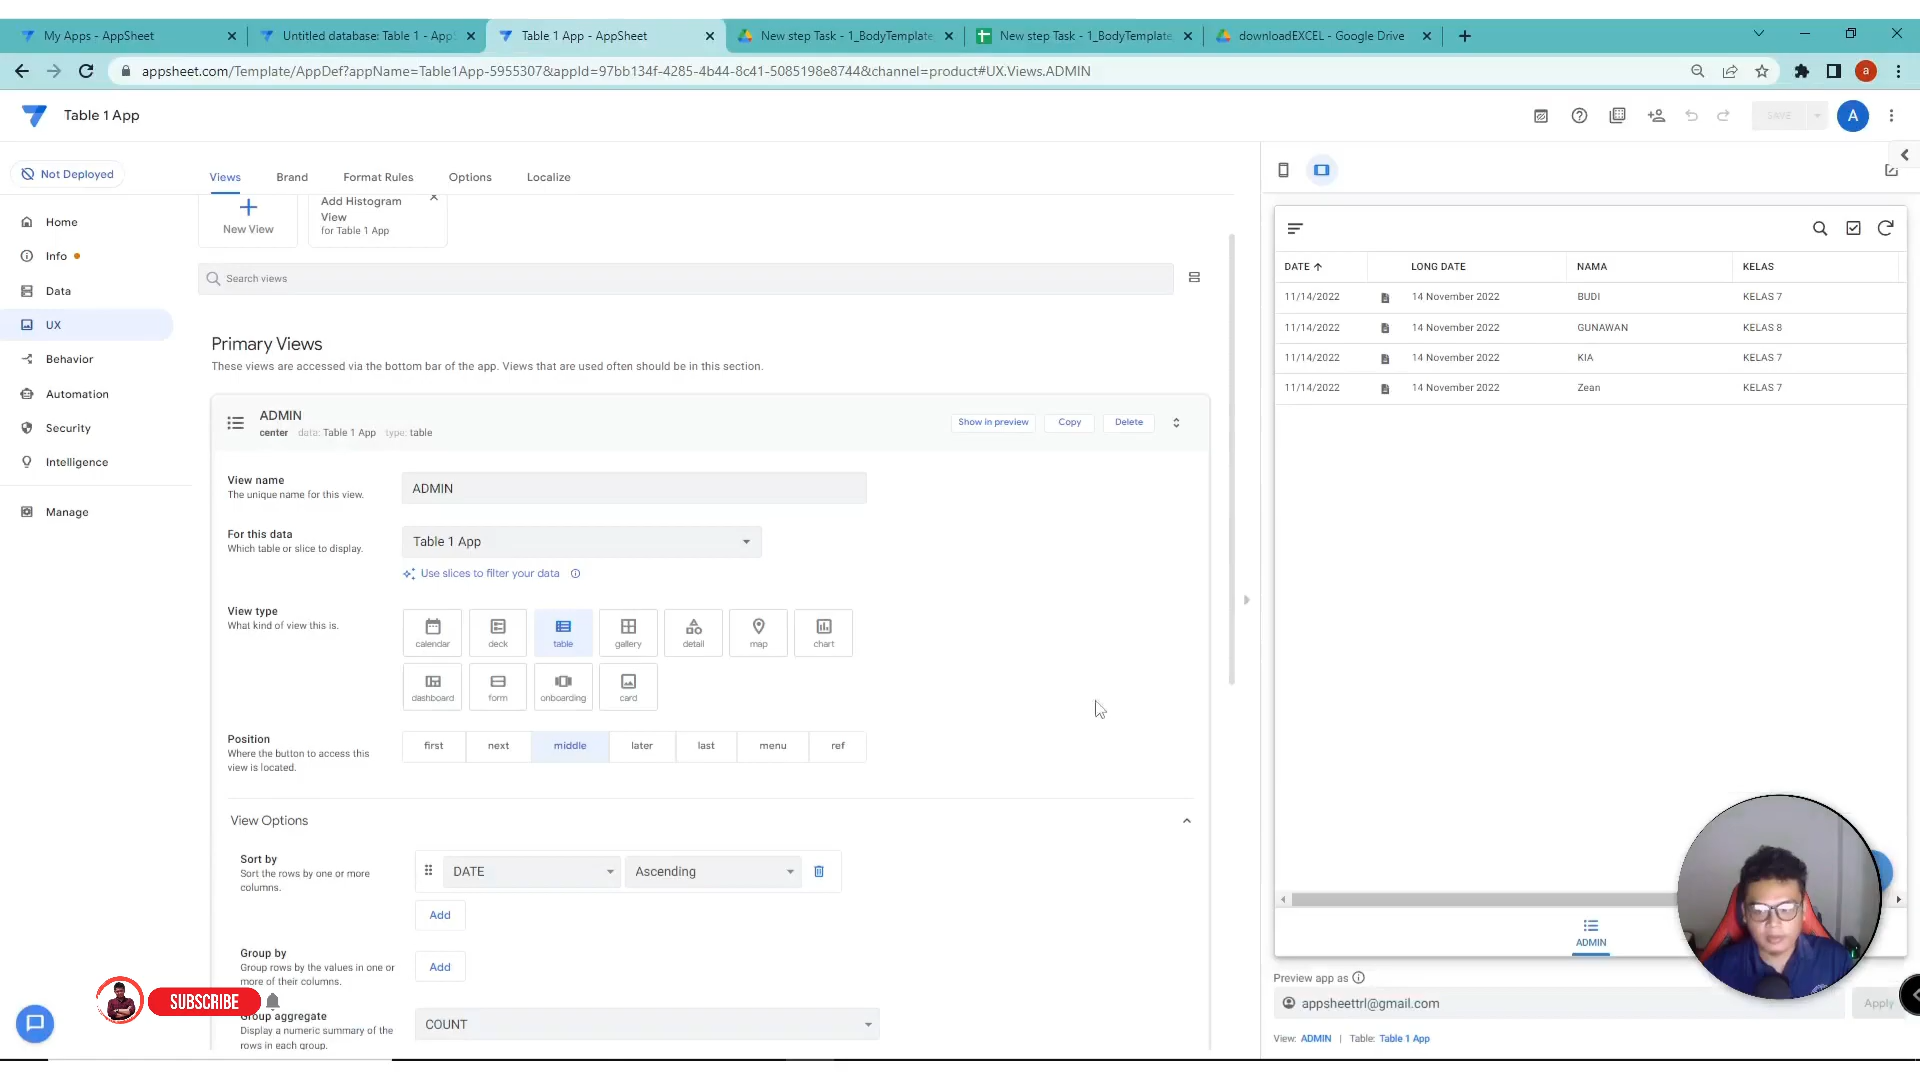 My Apps - AppSheet
Untitled database: Table 1 - App
Table 1 App - AppSheet
New step Task - 1_BodyTemplate
New step Task - 1_BodyTemplate
downloadEXCEL - Google Drive
appsheet.com/Template/AppDef?appName=Table1App-5955307&appId=97bb134f-4285-4b44-8c41-5085198e8744&channel=product#UX.Views.ADMIN
a
Table 1 App
SAVE
A
Not Deployed
Home
Info
Data
UX
Behavior
Automation
Security
Intelligence
Manage
Views
Brand
Format Rules
Options
Localize
New View
Add Histogram
View
for Table 1 App
Search views
Primary Views
These views are accessed via the bottom bar of the app. Views that are used often should be in this section.
ADMIN
center data: Table 1 App type: table
Show in preview
Copy
Delete
View name
The unique name for this view.
ADMIN
For this data
Which table or slice to display.
Table 1 App
Use slices to filter your data
View type
What kind of view this is.
calendar
deck
table
gallery
detail
map
chart
dashboard
form
onboarding
card
Position
Where the button to access this
view is located.
first
next
middle
later
last
menu
ref
View Options
Sort by
Sort the rows by one or more
columns.
DATE
Ascending
Add
Group by
Group rows by the values in one or
more of their columns.
Add
Group aggregate
Display a numeric summary of the
rows in each group.
COUNT
SUBSCRIBE
DATE LONG DATE NAMA KELAS
11/14/2022 14 November 2022 BUDI KELAS 7
11/14/2022 14 November 2022 GUNAWAN KELAS 8
11/14/2022 14 November 2022 KIA KELAS 7
11/14/2022 14 November 2022 Zean KELAS 7
ADMIN
Preview app as
appsheettrl@gmail.com
Apply
View: ADMIN | Table: Table 1 App